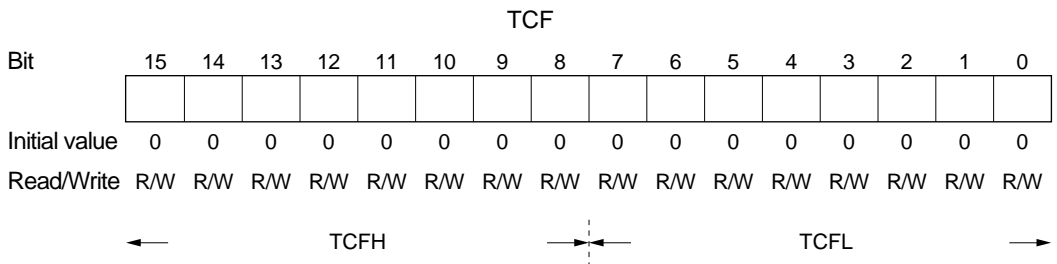 TCF
Bit 15 14 13 12 11 10 9 8 7 6 5 4 3 2 1 0
Initial value 0 0 0 0 0 0 0 0 0 0 0 0 0 0 0 0
Read/Write R/W R/W R/W R/W R/W R/W R/W R/W R/W R/W R/W R/W R/W R/W R/W R/W
TCFH TCFL